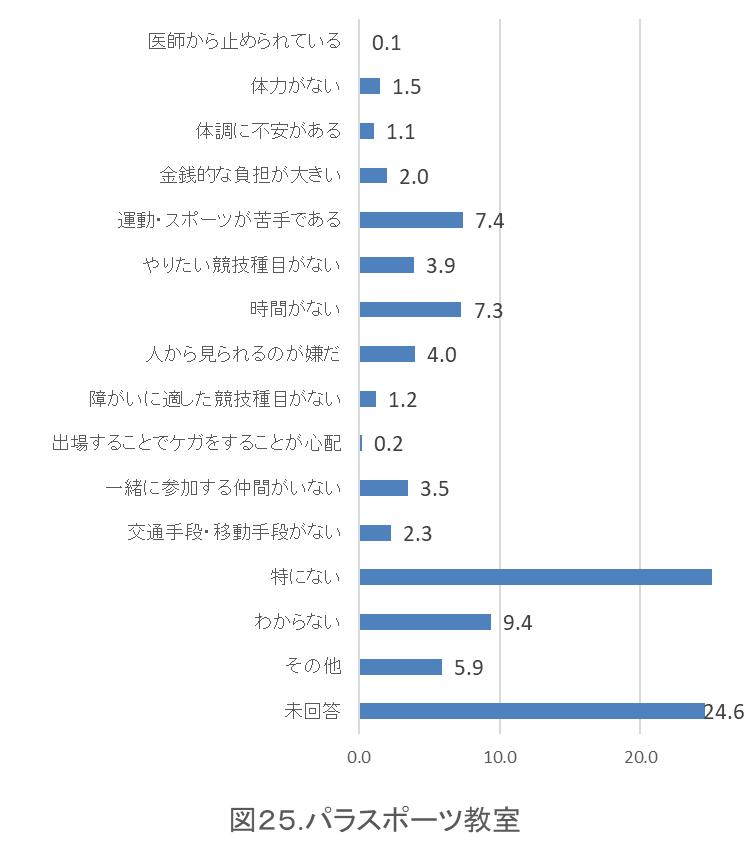 医師から止められている 0.1
体力がない 1.5
体調に不安がある 1.1
金銭的な負担が大きい 2.0
運動・スポーツが苦手である 7.4
やりたい競技種目がない 3.9
時間がない 7.3
人から見られるのが嫌だ 4.0
障がいに適した競技種目がない 1.2
出場することでケガをすることが心配 0.2
一緒に参加する仲間がいない 3.5
交通手段・移動手段がない 2.3
特にない
わからない 9.4
その他 5.9
未回答 24.6
0.0 10.0 20.0
図25.パラスポーツ教室